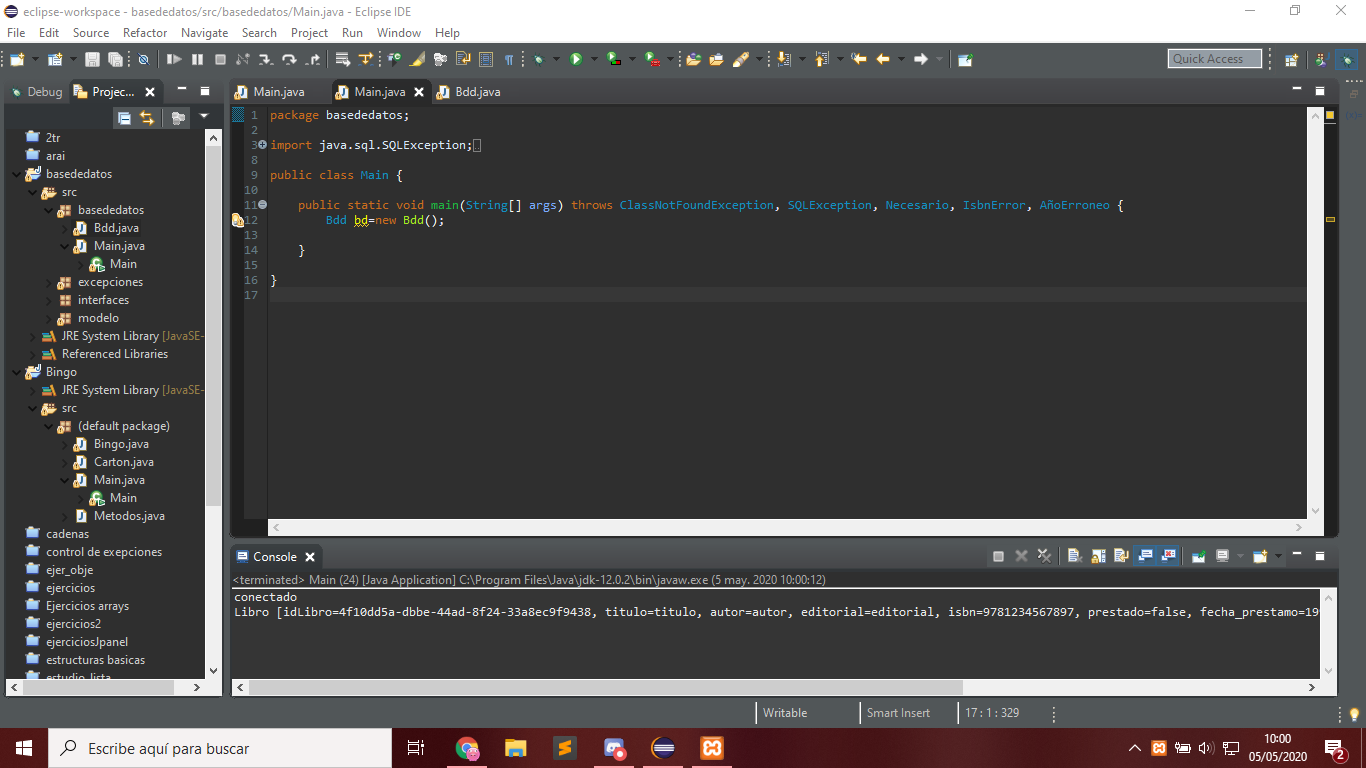 eclipse-workspace - basededatos/src/basededatos/Main.java - Eclipse IDE
File Edit Source Refactor Navigate Search Project Run Window Help
Quick Access
Debug Projec...
Main.java Main.java Bdd.java
2tr
arai
basededatos
src
basededatos
Bdd.java
Main.java
Main
excepciones
interfaces
modelo
JRE System Library [JavaSE-
Referenced Libraries
Bingo
JRE System Library [JavaSE-
src
(default package)
Bingo.java
Carton.java
Main.java
Main
Metodos.java
cadenas
control de exepciones
ejer_obje
ejercicios
Ejercicios arrays
ejercicios2
ejerciciosJpanel
estructuras basicas
estudio_lista
1 package basededatos;
2
3 import java.sql.SQLException;
8
9 public class Main {
10
11 public static void main(String[] args) throws ClassNotFoundException, SQLException, Necesario, IsbnError, AñoErroneo {
12 Bdd bd=new Bdd();
13
14 }
15
16 }
17
Console
<terminated> Main (24) [Java Application] C:\Program Files\Java\jdk-12.0.2\bin\javaw.exe (5 may. 2020 10:00:12)
conectado
Libro [idLibro=4f10dd5a-dbbe-44ad-8f24-33a8ec9f9438, titulo=titulo, autor=autor, editorial=editorial, isbn=9781234567897, prestado=false, fecha_prestamo=19
Writable Smart Insert 17 : 1 : 329
Escribe aquí para buscar
10:00
05/05/2020
2